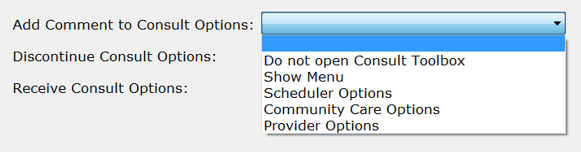 Add Comment to Consult Options:
Discontinue Consult Options:
Receive Consult Options:
Do not open Consult Toolbox
Show Menu
Scheduler Options
Community Care Options
Provider Options